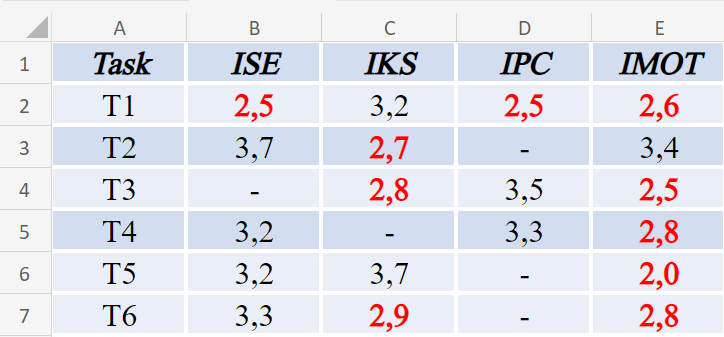 A B C D E
1 Task ISE IKS IPC IMOT
2 T1 2,5 3,2 2,5 2,6
3 T2 3,7 2,7 - 3,4
4 T3 - 2,8 3,5 2,5
5 T4 3,2 - 3,3 2,8
6 T5 3,2 3,7 - 2,0
7 T6 3,3 2,9 - 2,8